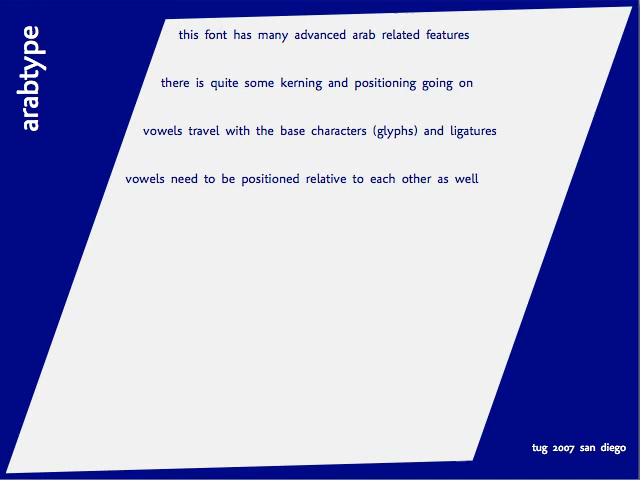 arabtype
this font has many advanced arab related features
there is quite some kerning and positioning going on
vowels travel with the base characters (glyphs) and ligatures
vowels need to be positioned relative to each other as well
tug 2007 san diego